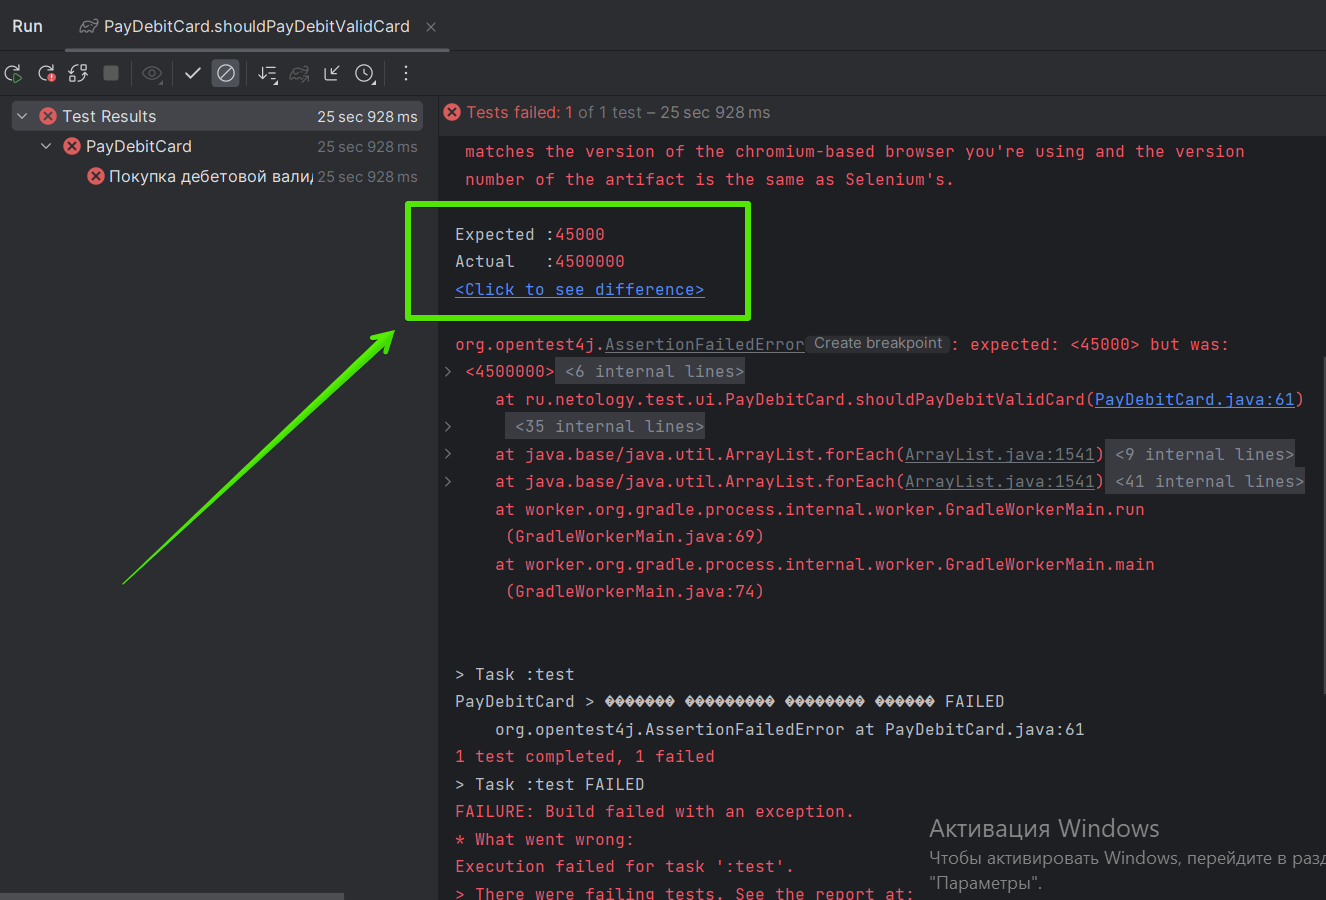 Run
PayDebitCard.shouldPayDebitValidCard
Test Results 25 sec 928 ms
PayDebitCard 25 sec 928 ms
Покупка дебетовой 25 sec 928 ms
Tests failed: 1 of 1 test – 25 sec 928 ms
matches the version of the chromium-based browser you're using and the version
number of the artifact is the same as Selenium's.
Expected :45000
Actual :4500000
<Click to see difference>
org.opentest4j.AssertionFailedError Create breakpoint : expected: <45000> but was:
<4500000> <6 internal lines>
at ru.netology.test.ui.PayDebitCard.shouldPayDebitValidCard(PayDebitCard.java:61)
<35 internal lines>
at java.base/java.util.ArrayList.forEach(ArrayList.java:1541) <9 internal lines>
at java.base/java.util.ArrayList.forEach(ArrayList.java:1541) <41 internal lines>
at worker.org.gradle.process.internal.worker.GradleWorkerMain.run
(GradleWorkerMain.java:69)
at worker.org.gradle.process.internal.worker.GradleWorkerMain.main
(GradleWorkerMain.java:74)
> Task :test
PayDebitCard > ������� ��������� �������� ������ FAILED
org.opentest4j.AssertionFailedError at PayDebitCard.java:61
1 test completed, 1 failed
> Task :test FAILED
FAILURE: Build failed with an exception.
* What went wrong:
Execution failed for task ':test'.
> There were failing tests. See the report at:
Активация Windows
Чтобы активировать Windows, перейдите в разд
"Параметры".